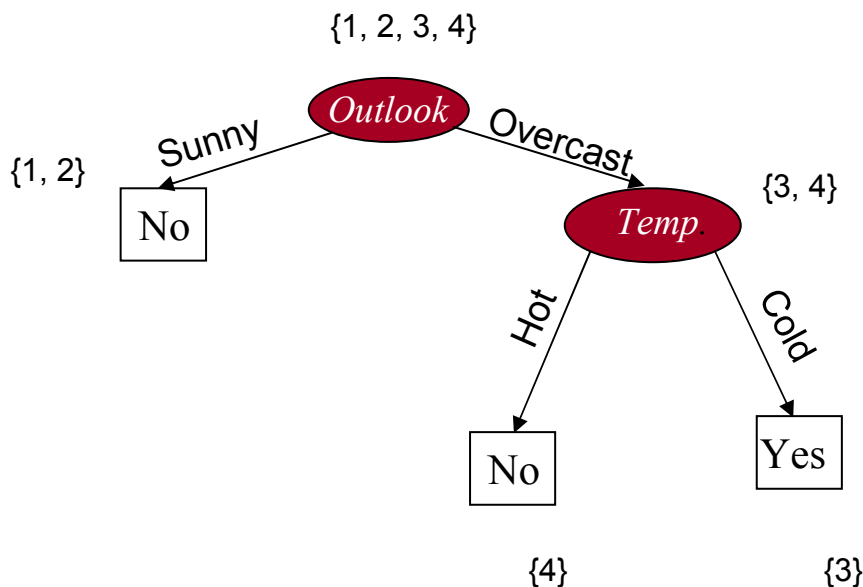 {1, 2, 3, 4}
Outlook
Sunny
Overcast
{1, 2}
{3, 4}
No
Temp.
Hot
Cold
No
Yes
{4}
{3}